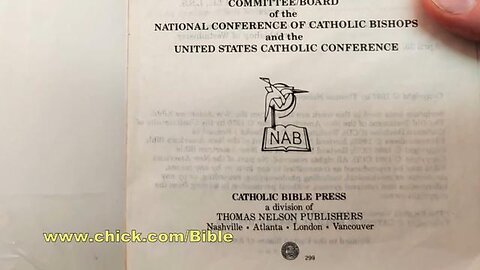 COMMITTEE/BOARD
of the
NATIONAL CONFERENCE OF CATHOLIC BISHOPS
and the
UNITED STATES CATHOLIC CONFERENCE
NAB
CATHOLIC BIBLE PRESS
a division of
THOMAS NELSON PUBLISHERS
Nashville • Atlanta • London • Vancouver
www.chick.com/Bible
299